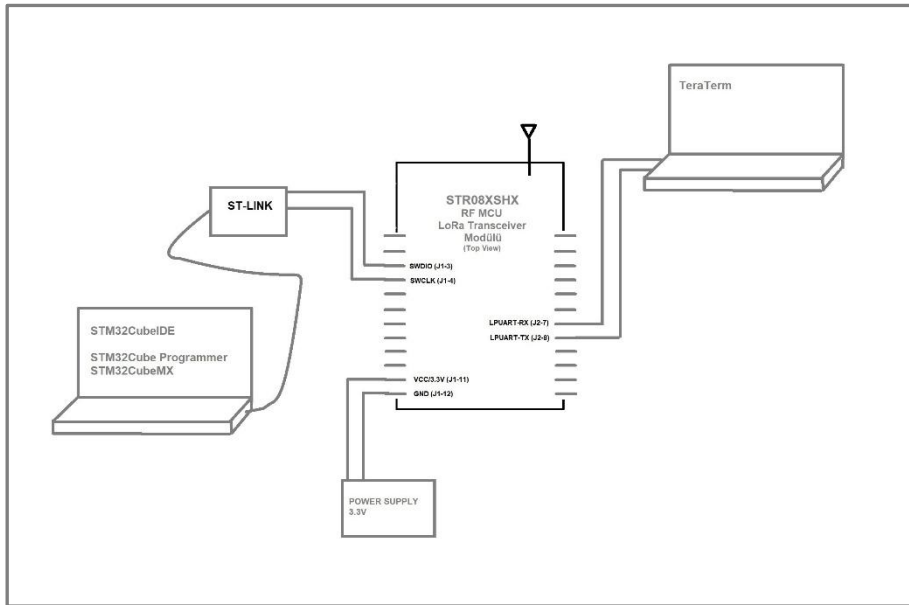 TeraTerm
STR08XSHX
RF MCU
LoRa Transceiver
Modülü
(Top View)
ST-LINK
SWDIO (J1-3)
SWCLK (J1-4)
LPUART-RX (J2-7)
LPUART-TX (J2-8)
STM32CubeIDE
STM32Cube Programmer
STM32CubeMX
VCC/3.3V (J1-11)
GND (J1-12)
POWER SUPPLY
3.3V